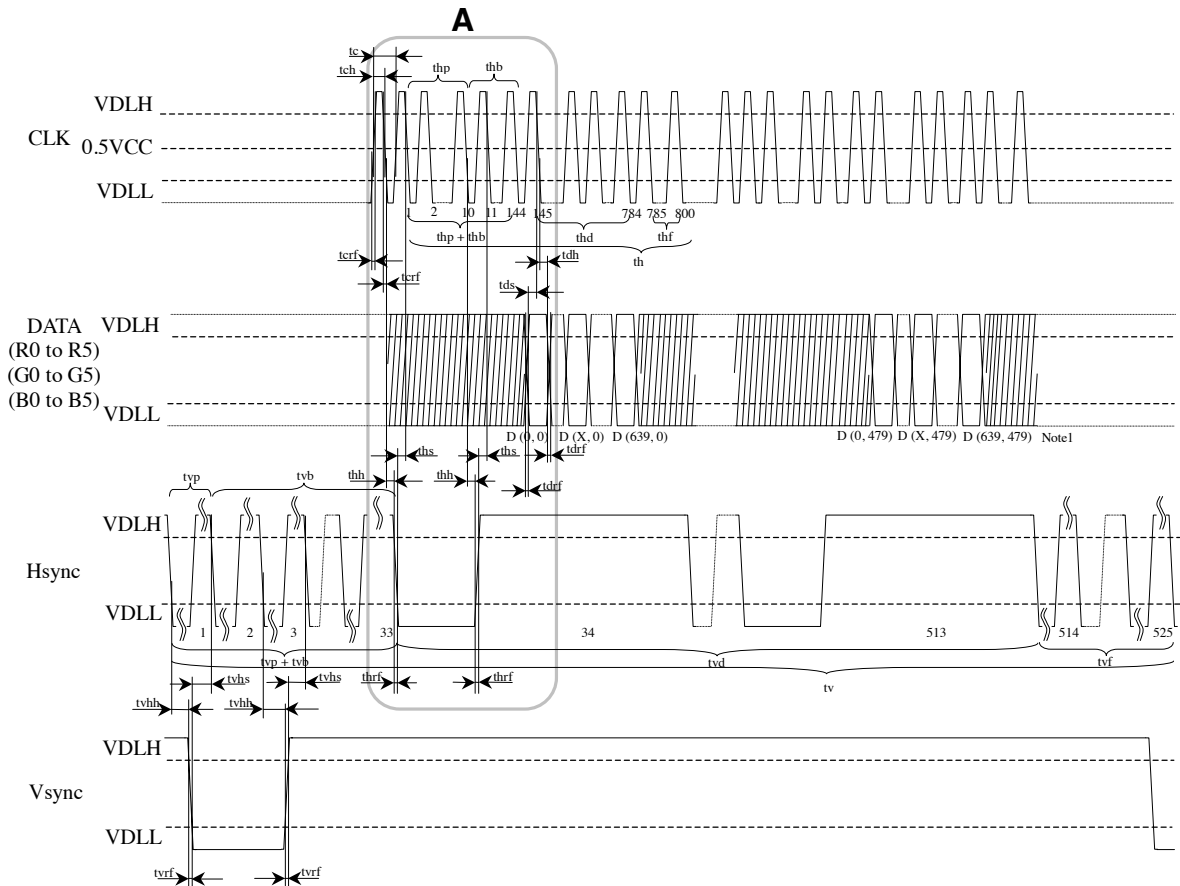 A
tc
tch
thp
thb
VDLH
CLK
0.5VCC
VDLL
1 2 10 11 144 145 784 785 800
thp + thb
thd
thf
th
tcrf
tcrf
tdh
tds
DATA
(R0 to R5)
(G0 to G5)
(B0 to B5)
VDLH
VDLL
D (0, 0) D (X, 0) D (639, 0)
D (0, 479) D (X, 479) D (639, 479) Note1
ths
ths
tdrf
thh
thh
tdrf
tvp
tvb
VDLH
Hsync
VDLL
1 2 3 33 34 513 514 525
tvp + tvb
tvd
tvf
tv
tvhs
tvhs
thrf
thrf
tvhh
tvhh
VDLH
Vsync
VDLL
tvrf
tvrf